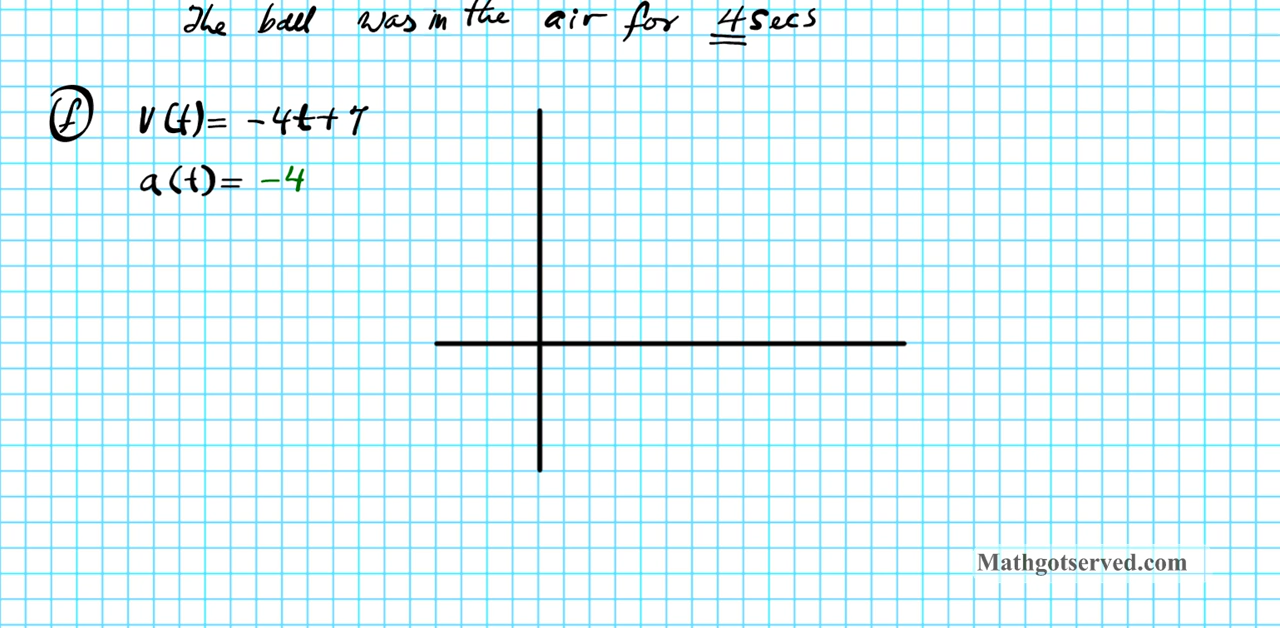 The ball was in the air for 4secs
f V(t)= -4t+7
a(t)= -4
Mathgotserved.com